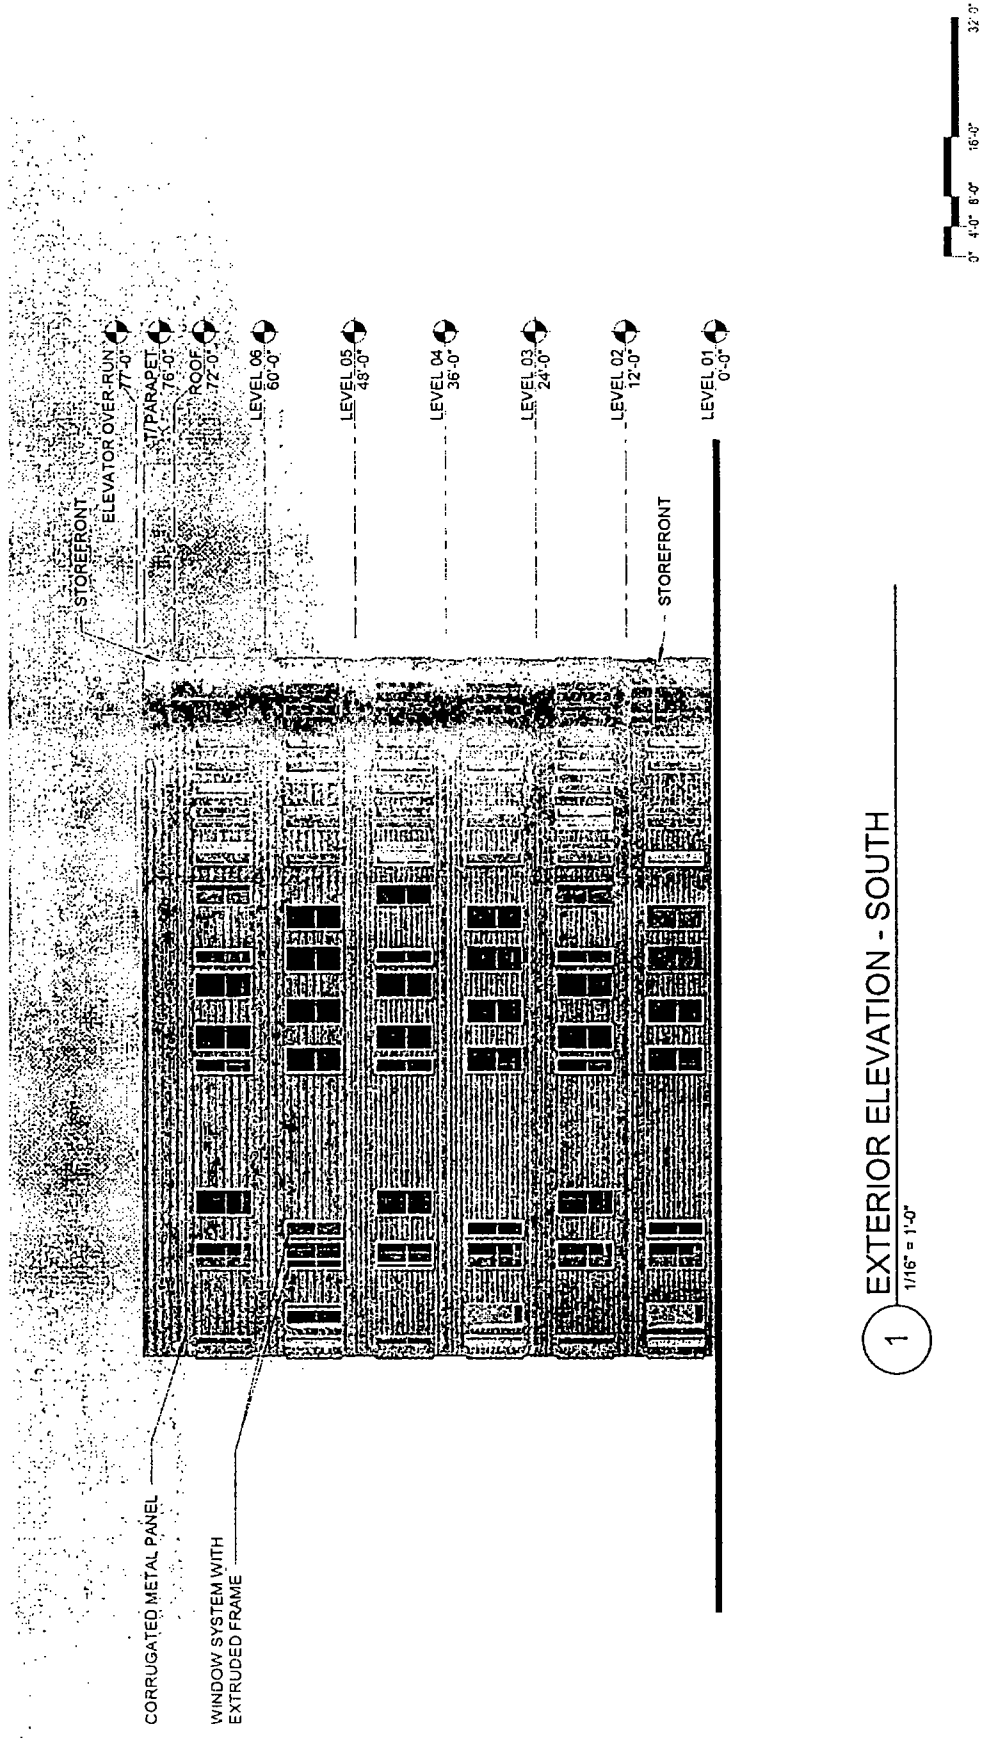 CORRUGATED METAL PANEL
WINDOW SYSTEM WITH
EXTRUDED FRAME
STOREFRONT
ELEVATOR OVER-RUN
77'-0"
T/PARAPET
76'-0"
ROOF
72'-0"
LEVEL 06
60'-0"
LEVEL 05
48'-0"
LEVEL 04
36'-0"
LEVEL 03
24'-0"
LEVEL 02
12'-0"
LEVEL 01
0'-0"
STOREFRONT
1
EXTERIOR ELEVATION - SOUTH
1/16" = 1'-0"
0" 4'-0" 8'-0" 16'-0" 32'-0"